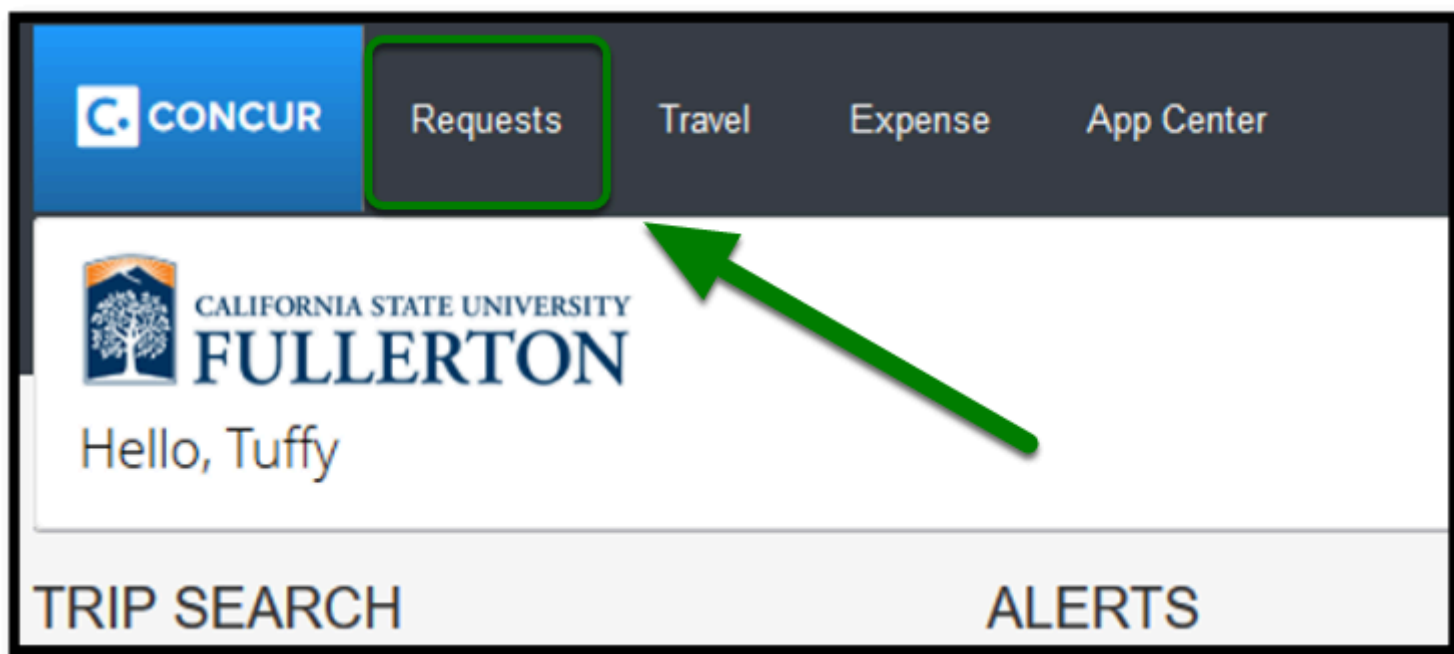 C. CONCUR Requests Travel Expense App Center
CALIFORNIA STATE UNIVERSITY
FULLERTON
Hello, Tuffy
TRIP SEARCH ALERTS